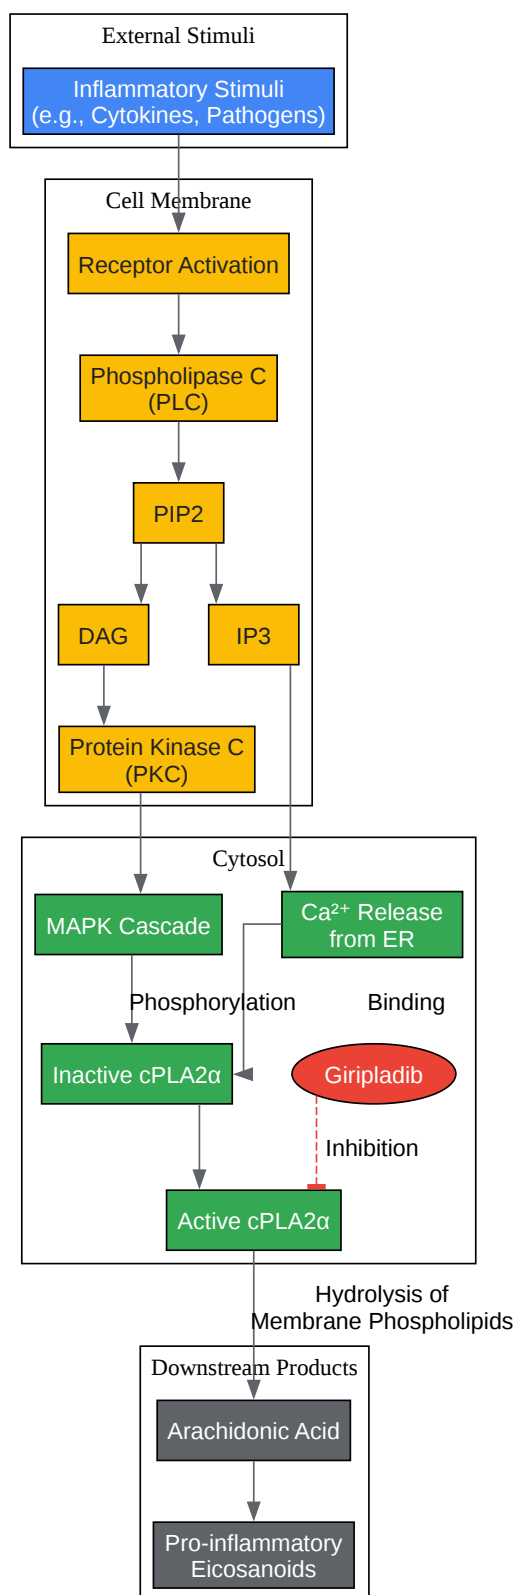 External Stimuli
Inflammatory Stimuli
(e.g., Cytokines, Pathogens)
Cell Membrane
Receptor Activation
Phospholipase C
(PLC)
PIP2
DAG
IP3
Protein Kinase C
(PKC)
Cytosol
MAPK Cascade
Ca²⁺ Release
from ER
Phosphorylation
Binding
Inactive cPLA2α
Giripladib
Inhibition
Active cPLA2α
Hydrolysis of
Membrane Phospholipids
Downstream Products
Arachidonic Acid
Pro-inflammatory
Eicosanoids